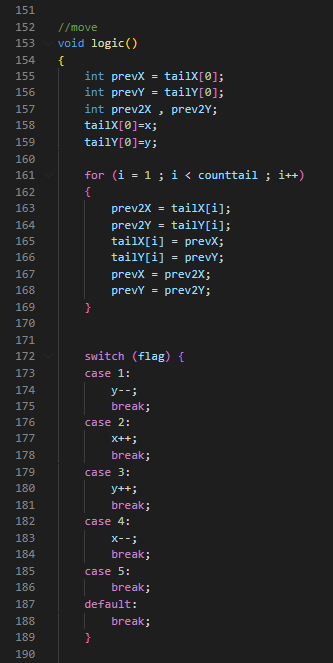 151
152 //move
153 void logic()
154 {
155 int prevX = tailX[0];
156 int prevY = tailY[0];
157 int prev2X , prev2Y;
158 tailX[0]=x;
159 tailY[0]=y;
160
161 for (i = 1 ; i < counttail ; i++)
162 {
163 prev2X = tailX[i];
164 prev2Y = tailY[i];
165 tailX[i] = prevX;
166 tailY[i] = prevY;
167 prevX = prev2X;
168 prevY = prev2Y;
169 }
170
171
172 switch (flag) {
173 case 1:
174 y--;
175 break;
176 case 2:
177 x++;
178 break;
179 case 3:
180 y++;
181 break;
182 case 4:
183 x--;
184 break;
185 case 5:
186 break;
187 default:
188 break;
189 }
190